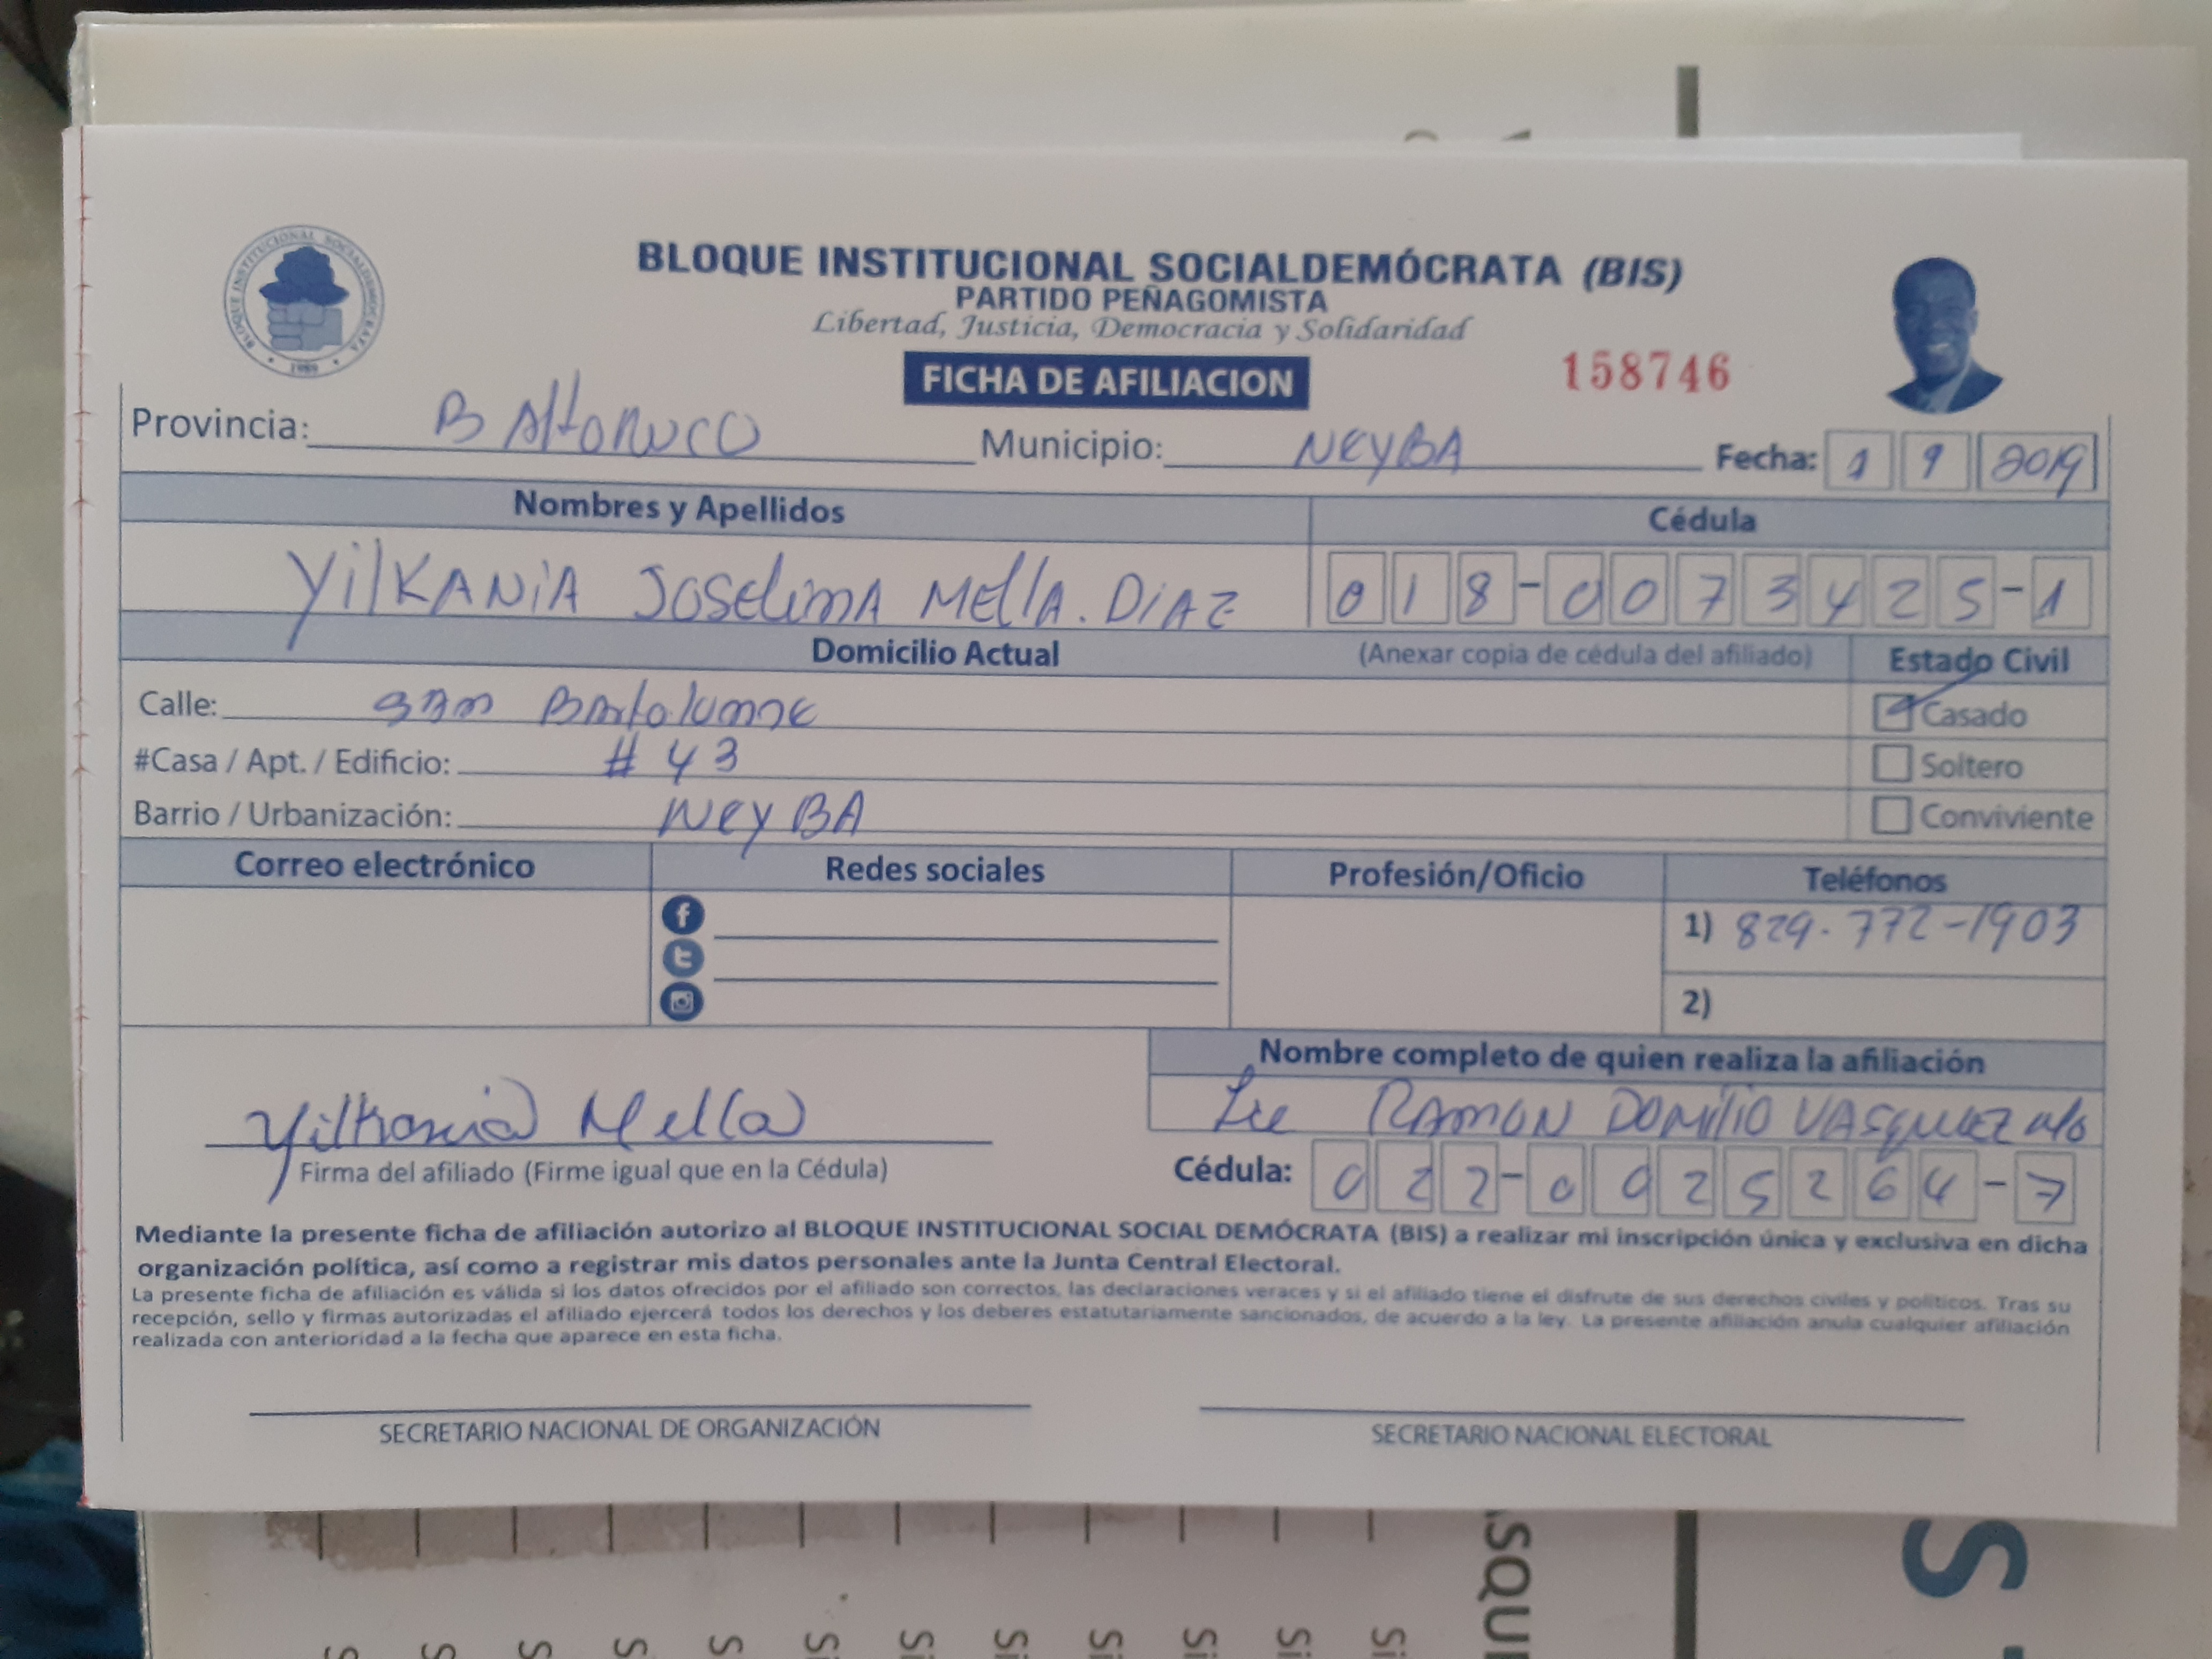 BLOQUE INSTITUCIONAL SOCIALDEMÓCRATA
1989
BLOQUE INSTITUCIONAL SOCIALDEMÓCRATA (BIS)
PARTIDO PEÑAGOMISTA
Libertad, Justicia, Democracia y Solidaridad
FICHA DE AFILIACION
158746
Provincia: BAHORUCO Municipio: NEYBA Fecha: 1 9 2019
Nombres y Apellidos Cédula
YilKANiA JOSELiNA MEllA. DiAZ 018-0073425-1
Domicilio Actual (Anexar copia de cédula del afiliado) Estado Civil
Calle: SAN Bartolume Casado
#Casa / Apt. / Edificio: # 43 Soltero
Barrio / Urbanización: NeyBA Conviviente
Correo electrónico Redes sociales Profesión/Oficio Teléfonos
1) 829-772-1903
2)
Nombre completo de quien realiza la afiliación
Lic RAMON DOMiliO VASQUEZ
Yilkania Mella
Firma del afiliado (Firme igual que en la Cédula)
Cédula: 022-0025264-7
Mediante la presente ficha de afiliación autorizo al BLOQUE INSTITUCIONAL SOCIAL DEMÓCRATA (BIS) a realizar mi inscripción única y exclusiva en dicha
organización política, así como a registrar mis datos personales ante la Junta Central Electoral.
La presente ficha de afiliación es válida si los datos ofrecidos por el afiliado son correctos, las declaraciones veraces y si el afiliado tiene el disfrute de sus derechos civiles y políticos. Tras su
recepción, sello y firmas autorizadas el afiliado ejercerá todos los derechos y los deberes estatutariamente sancionados, de acuerdo a la ley. La presente afiliación anula cualquier afiliación
realizada con anterioridad a la fecha que aparece en esta ficha.
SECRETARIO NACIONAL DE ORGANIZACIÓN SECRETARIO NACIONAL ELECTORAL